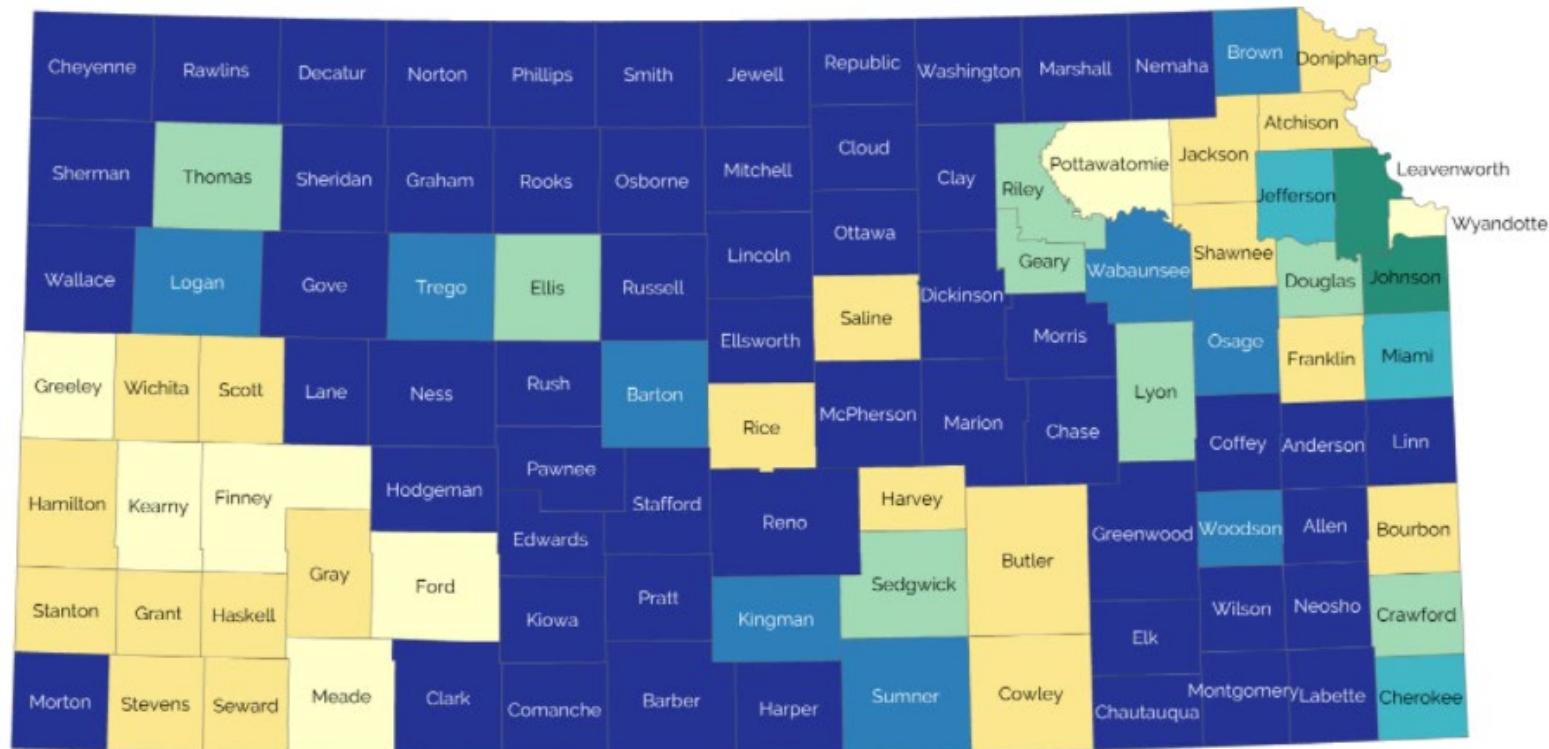 Cheyenne
Rawlins
Decatur
Norton
Phillips
Smith
Jewell
Republic
Washington
Marshall
Nemaha
Brown
Doniphan
Sherman
Thomas
Sheridan
Graham
Rooks
Osborne
Mitchell
Cloud
Clay
Riley
Pottawatomie
Jackson
Atchison
Jefferson
Leavenworth
Wyandotte
Wallace
Logan
Gove
Trego
Ellis
Russell
Lincoln
Ottawa
Dickinson
Geary
Wabaunsee
Shawnee
Douglas
Johnson
Greeley
Wichita
Scott
Lane
Ness
Rush
Barton
Ellsworth
Saline
Morris
Lyon
Osage
Franklin
Miami
Rice
McPherson
Marion
Chase
Coffey
Anderson
Linn
Hamilton
Kearny
Finney
Hodgeman
Pawnee
Stafford
Reno
Harvey
Butler
Greenwood
Woodson
Allen
Bourbon
Gray
Ford
Edwards
Sedgwick
Stanton
Grant
Haskell
Kiowa
Pratt
Kingman
Elk
Wilson
Neosho
Crawford
Morton
Stevens
Seward
Meade
Clark
Comanche
Barber
Harper
Sumner
Cowley
Chautauqua
Montgomery
Labette
Cherokee